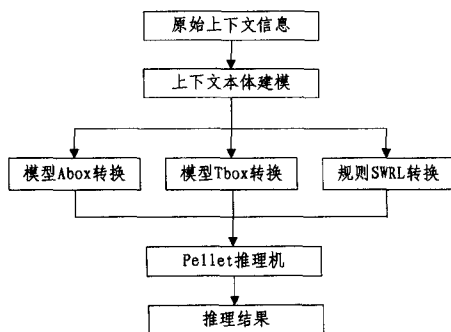 原始上下文信息
上下文本体建模
模型Abox转换
模型Tbox转换
规则SWRL转换
Pellet推理机
推理结果